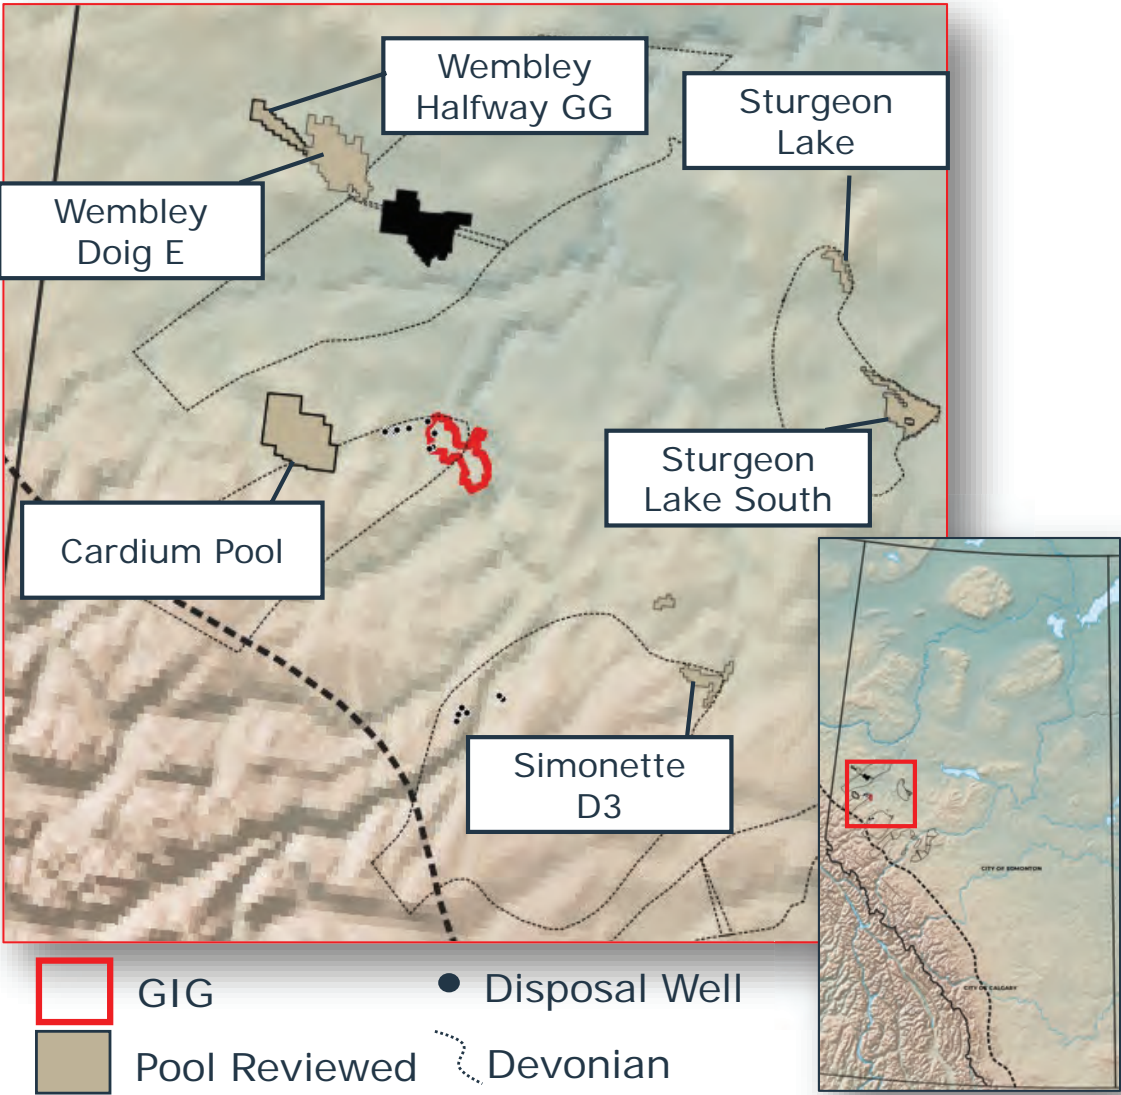 Wembley
Halfway GG
Sturgeon
Lake
Wembley
Doig E
Sturgeon
Lake South
Cardium Pool
Simonette
D3
CITY OF EDMONTON
CITY OF CALGARY
GIG
Disposal Well
Pool Reviewed
Devonian